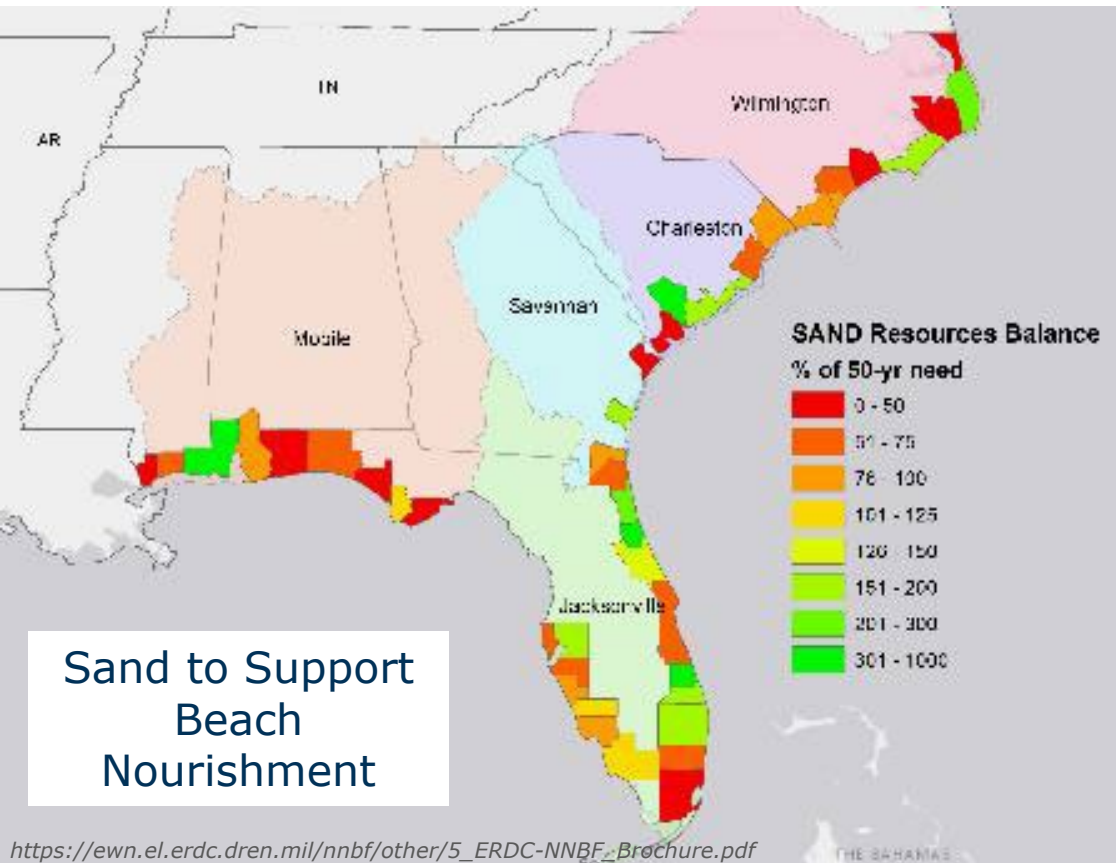 TN
AR
Wilmington
Charleston
Savannah
Mobile
Jacksonville
SAND Resources Balance
% of 50-yr need
0 - 50
51 - 75
76 - 100
101 - 125
126 - 150
151 - 200
201 - 300
301 - 1000
Sand to Support
Beach
Nourishment
https://ewn.el.erdc.dren.mil/nnbf/other/5_ERDC-NNBF_Brochure.pdf
THE BAHAMAS